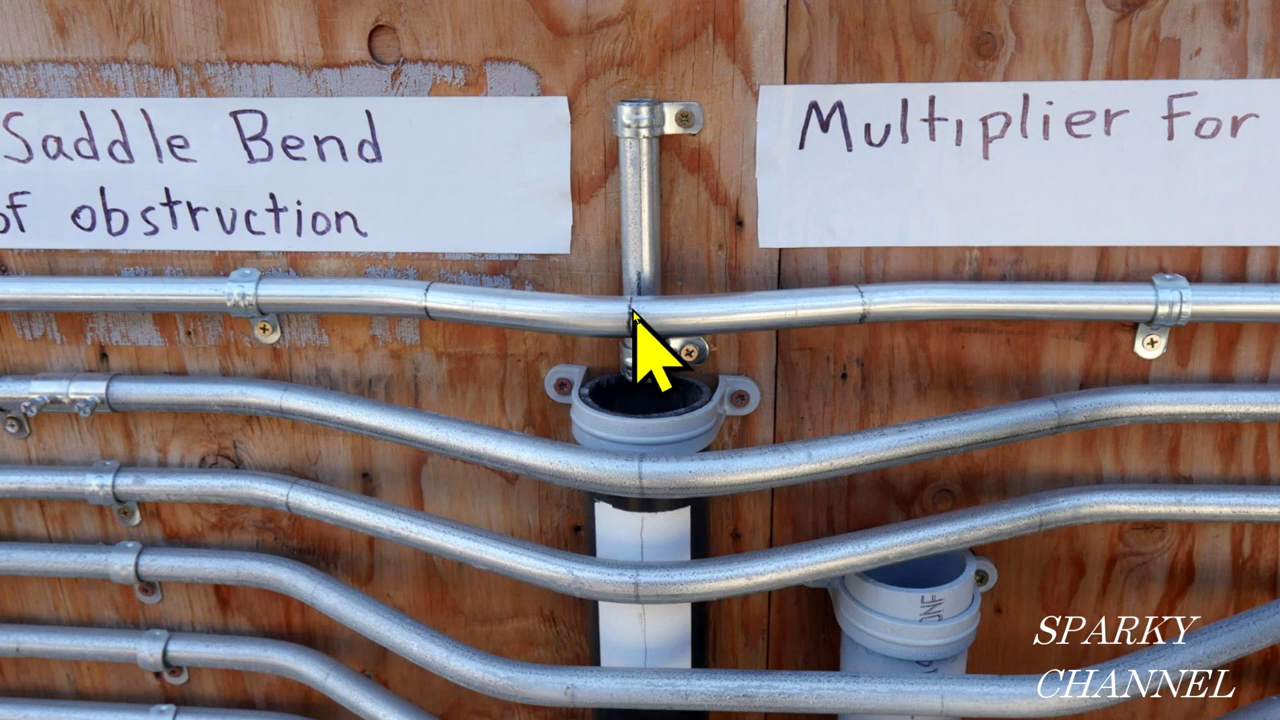 Saddle Bend
of obstruction
Multiplier For
SPARKY
CHANNEL